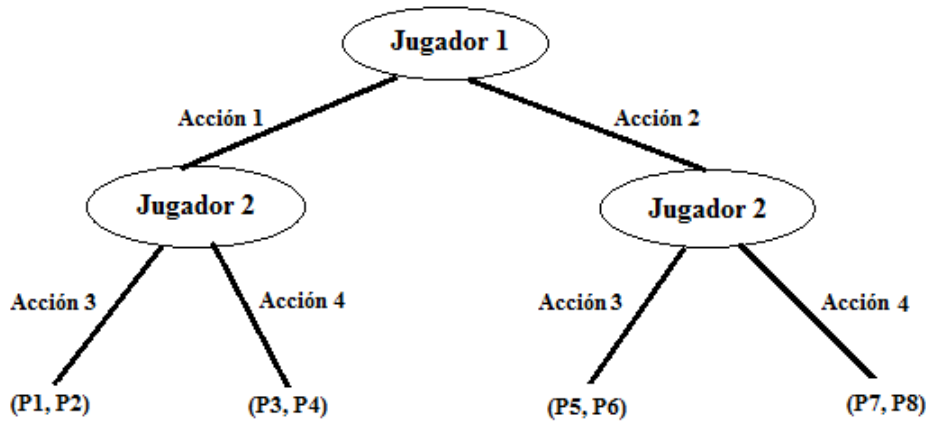 Jugador 1
Acción 1
Acción 2
Jugador 2
Jugador 2
Acción 3
Acción 4
Acción 3
Acción 4
(P1, P2)
(P3, P4)
(P5, P6)
(P7, P8)